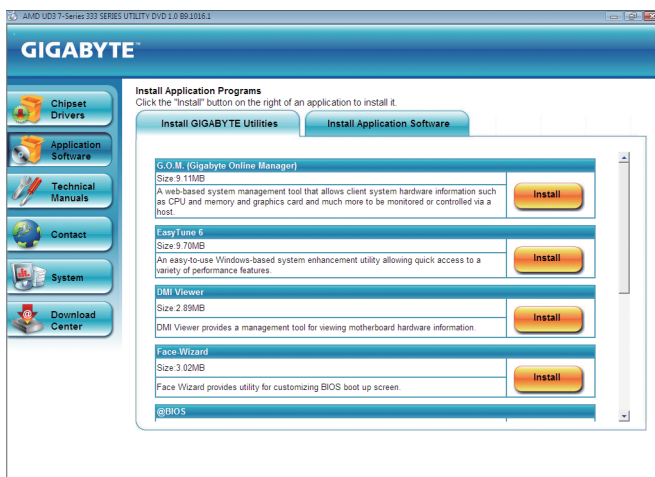 AMD UD3 7-Series 333 SERIES UTILITY DVD 1.0 B9.1016.1
GIGABYTE™
Chipset
Drivers
Application
Software
Technical
Manuals
Contact
System
Download
Center
Install Application Programs
Click the "Install" button on the right of an application to install it.
Install GIGABYTE Utilities
Install Application Software
G.O.M. (Gigabyte Online Manager)
Size:9.11MB
A web-based system management tool that allows client system hardware information such
as CPU and memory and graphics card and much more to be monitored or controlled via a
host.
Install
EasyTune 6
Size:9.70MB
An easy-to-use Windows-based system enhancement utility allowing quick access to a
variety of performance features.
Install
DMI Viewer
Size:2.89MB
DMI Viewer provides a management tool for viewing motherboard hardware information.
Install
Face-Wizard
Size:3.02MB
Face Wizard provides utility for customizing BIOS boot up screen.
Install
@BIOS